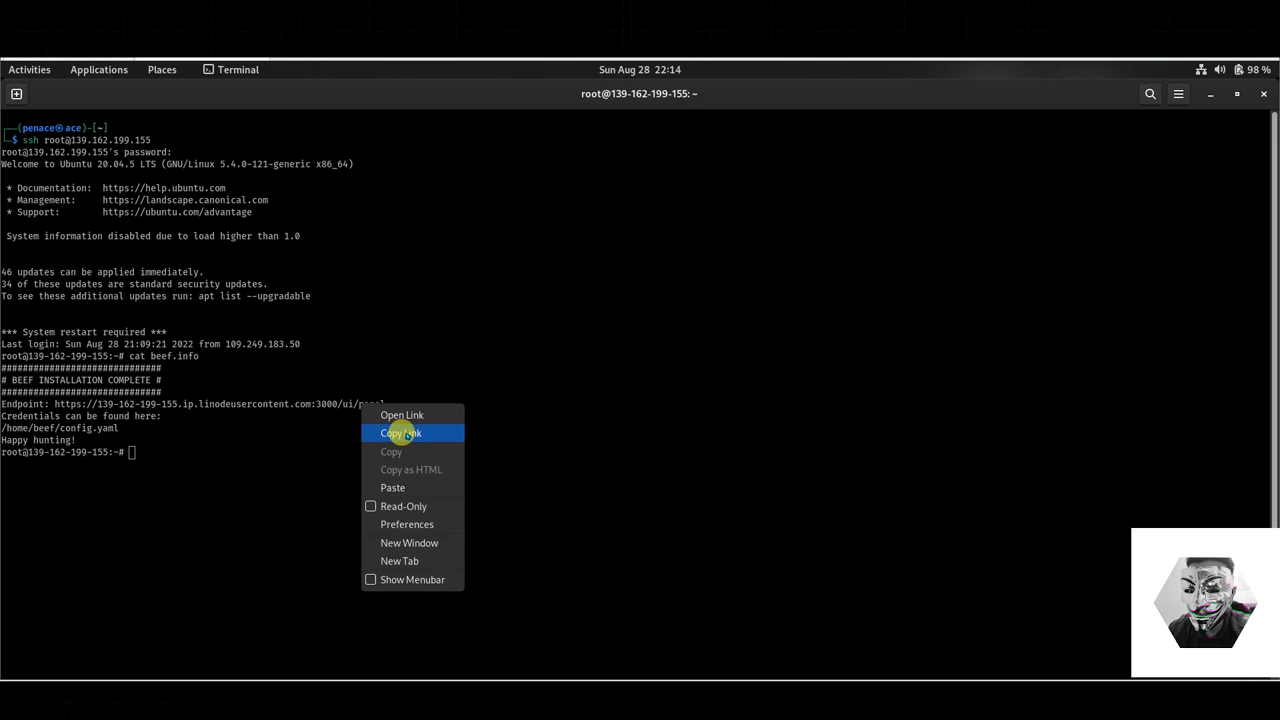 Activities Applications Places Terminal Sun Aug 28 22:14 98 %
root@139-162-199-155: ~
┌──(penace㉿ace)-[~]
└─$ ssh root@139.162.199.155
root@139.162.199.155's password:
Welcome to Ubuntu 20.04.5 LTS (GNU/Linux 5.4.0-121-generic x86_64)
* Documentation: https://help.ubuntu.com
* Management: https://landscape.canonical.com
* Support: https://ubuntu.com/advantage
System information disabled due to load higher than 1.0
46 updates can be applied immediately.
34 of these updates are standard security updates.
To see these additional updates run: apt list --upgradable
*** System restart required ***
Last login: Sun Aug 28 21:09:21 2022 from 109.249.183.50
root@139-162-199-155:~# cat beef.info
#############################
# BEEF INSTALLATION COMPLETE #
#############################
Endpoint: https://139-162-199-155.ip.linodeusercontent.com:3000/ui/panel
Credentials can be found here:
/home/beef/config.yaml
Happy hunting!
root@139-162-199-155:~#
Open Link
Copy Link
Copy
Copy as HTML
Paste
Read-Only
Preferences
New Window
New Tab
Show Menubar